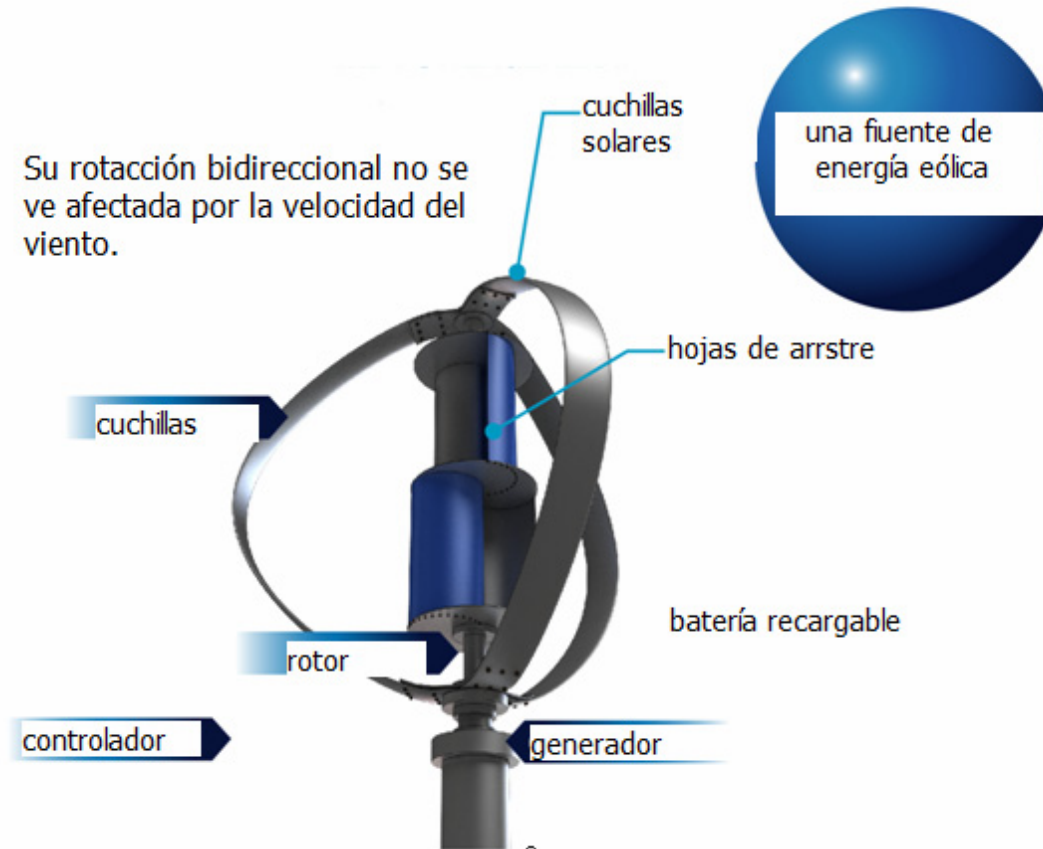 cuchillas
solares
una fiuente de
energía eólica
Su rotacción bidireccional no se
ve afectada por la velocidad del
viento.
hojas de arrstre
cuchillas
batería recargable
rotor
controlador
generador